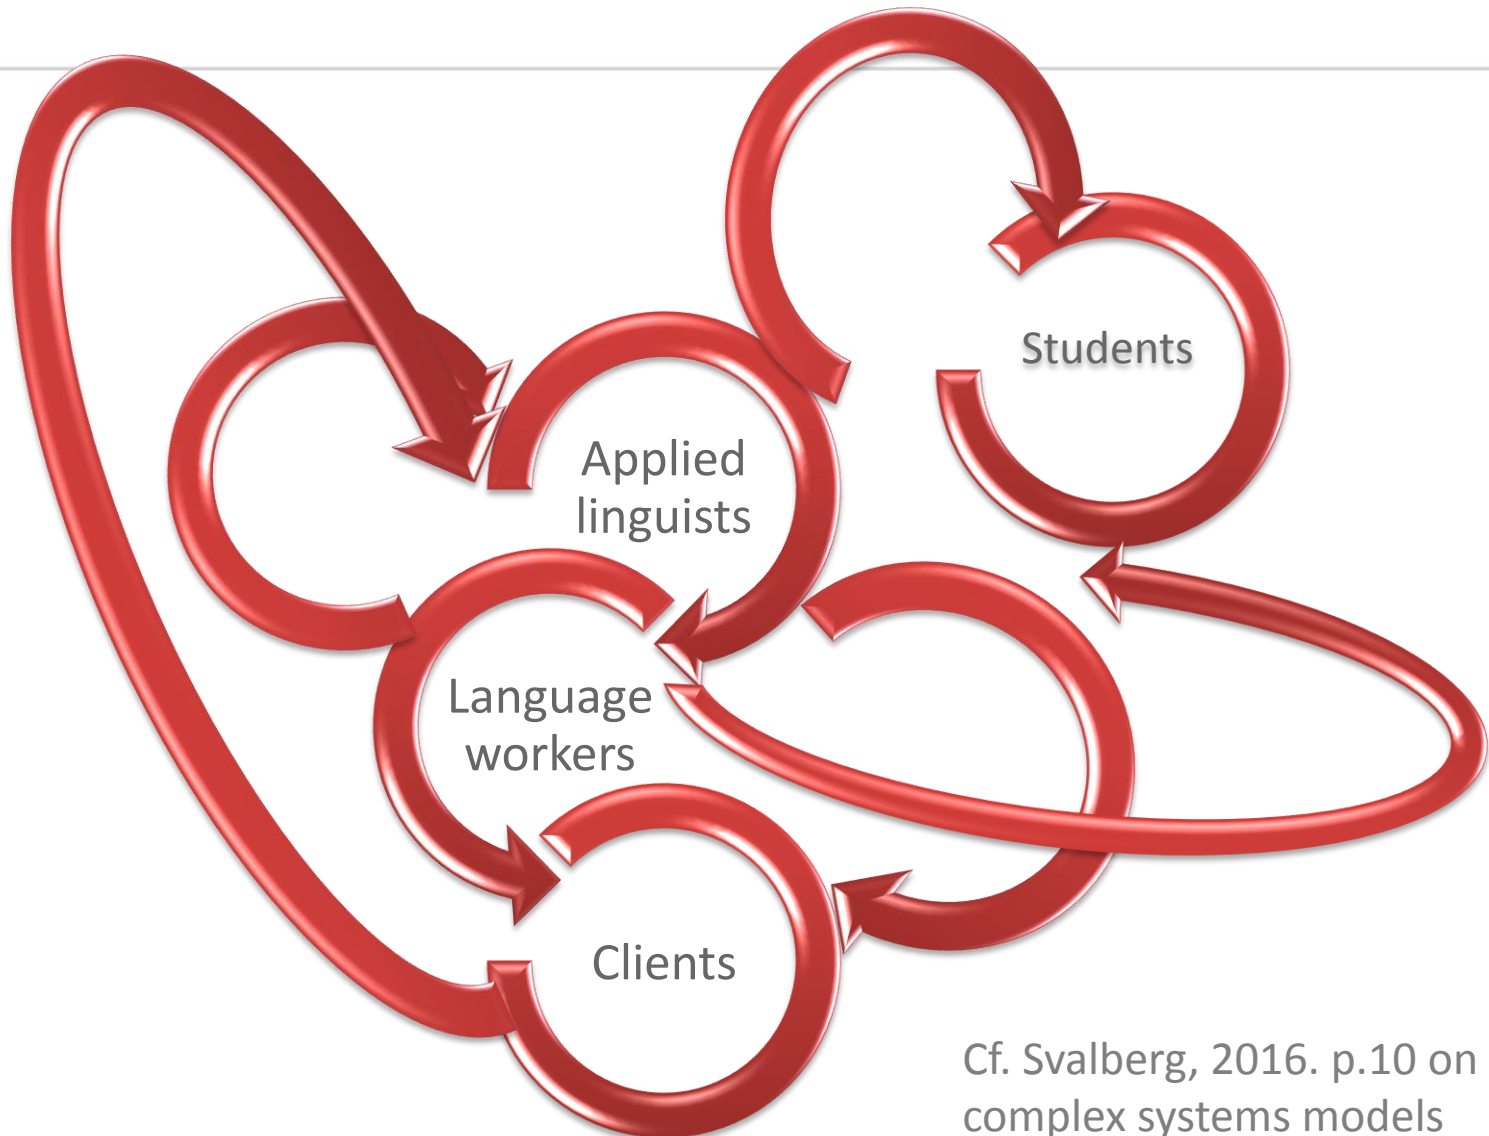 Students
Applied
linguists
Language
workers
Clients
Cf. Svalberg, 2016. p.10 on
complex systems models